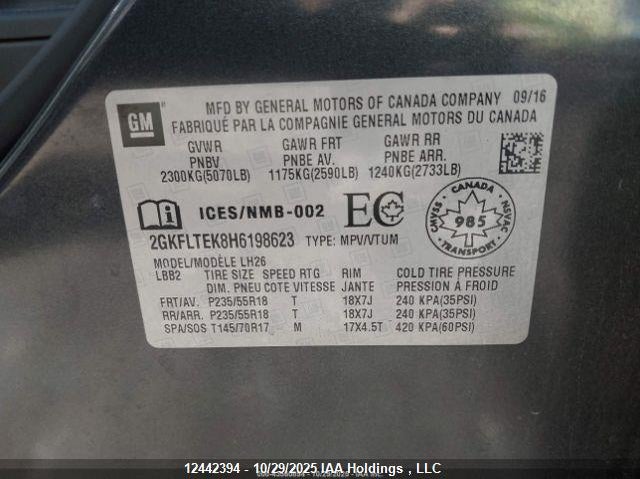 GM
MFD BY GENERAL MOTORS OF CANADA COMPANY 09/16
FABRIQUÉ PAR LA COMPAGNIE GENERAL MOTORS DU CANADA
GVWR GAWR FRT GAWR RR
PNBV PNBE AV. PNBE ARR.
2300KG(5070LB) 1175KG(2590LB) 1240KG(2733LB)
ICES/NMB-002 EC
CANADA
CMVSS 985 NSVAC
TRANSPORT
2GKFLTEK8H6198623 TYPE: MPV/VTUM
MODEL/MODÈLE LH26
LBB2 TIRE SIZE SPEED RTG RIM COLD TIRE PRESSURE
DIM. PNEU COTE VITESSE JANTE PRESSION À FROID
FRT/AV. P235/55R18 T 18X7J 240 KPA(35PSI)
RR/ARR. P235/55R18 T 18X7J 240 KPA(35PSI)
SPA/SOS T145/70R17 M 17X4.5T 420 KPA(60PSI)
12442394 - 10/29/2025 IAA Holdings , LLC